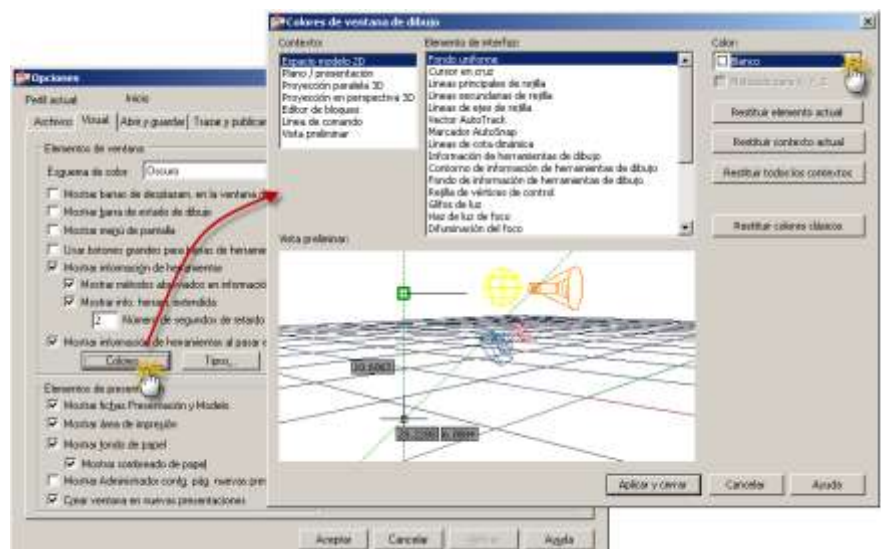 Opciones
Perfil actual: Inicio
Archivos Visual Abrir y guardar Trazar y publicar
Elementos de ventana
Esquema de color: Oscuro
Mostrar barras de desplazam. en la ventana
Mostrar barra de estado de dibujo
Mostrar menú de pantalla
Usar botones grandes para barras de
Mostrar información de herramientas
Mostrar métodos abreviados en
Mostrar info. herram. extendida
2 Número de segundos de retardo
Mostrar información de herramientas al pasar
Colores... Tipos...
Elementos de
Mostrar fichas Presentación y Modelo
Mostrar área de impresión
Mostrar fondo de papel
Mostrar sombreado de papel
Mostrar Administrador config. pág. nuevas
Crear ventana en nuevas presentaciones
Aceptar Cancelar Ayuda
Colores de ventana de dibujo
Contexto:
Espacio modelo 2D
Plano / presentación
Proyección paralela 3D
Proyección en perspectiva 3D
Editor de bloques
Línea de comando
Vista preliminar
Elemento de interfaz:
Fondo uniforme
Cursor en cruz
Líneas principales de rejilla
Líneas secundarias de rejilla
Líneas de ejes de rejilla
Vector AutoTrack
Marcador AutoSnap
Líneas de cota dinámica
Información de herramientas de dibujo
Contorno de información de herramientas de dibujo
Fondo de información de herramientas de dibujo
Rejilla de vértices de control
Glifos de luz
Haz de luz de foco
Difuminación del foco
Color:
Blanco
Restituir elemento actual
Restituir contexto actual
Restituir todos los contextos
Restituir colores clásicos
Vista preliminar:
Aplicar y cerrar Cancelar Ayuda